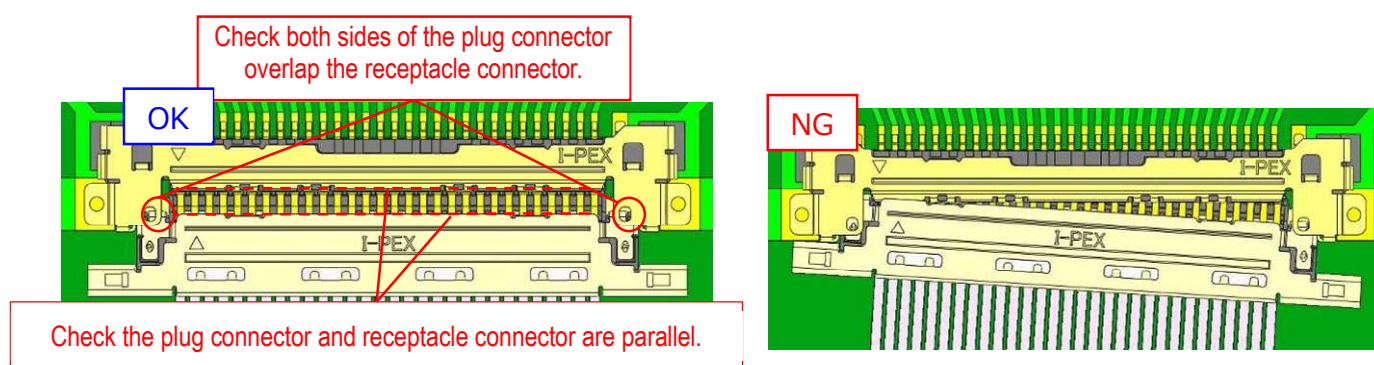 Check both sides of the plug connector
overlap the receptacle connector.
OK
I-PEX
I-PEX
Check the plug connector and receptacle connector are parallel.
NG
I-PEX
I-PEX